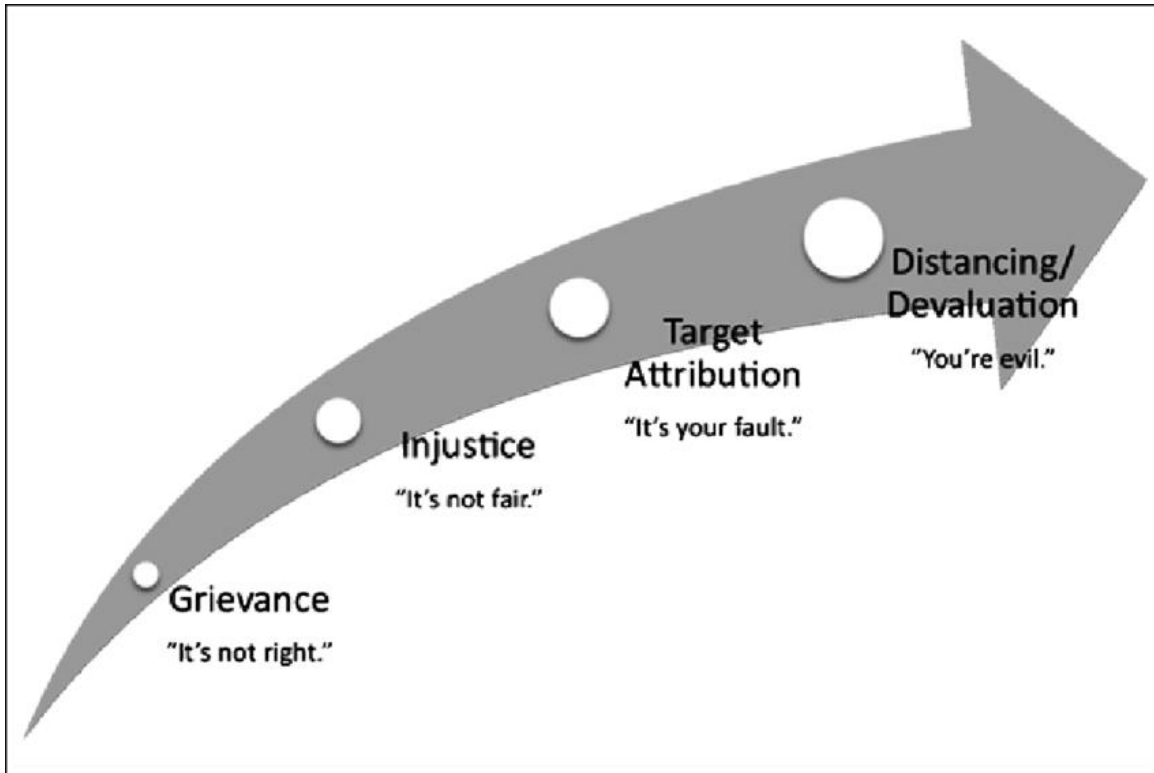 Distancing/
Devaluation
“You’re evil.”
Target
Attribution
“It’s your fault.”
Injustice
“It’s not fair.”
Grievance
“It’s not right.”